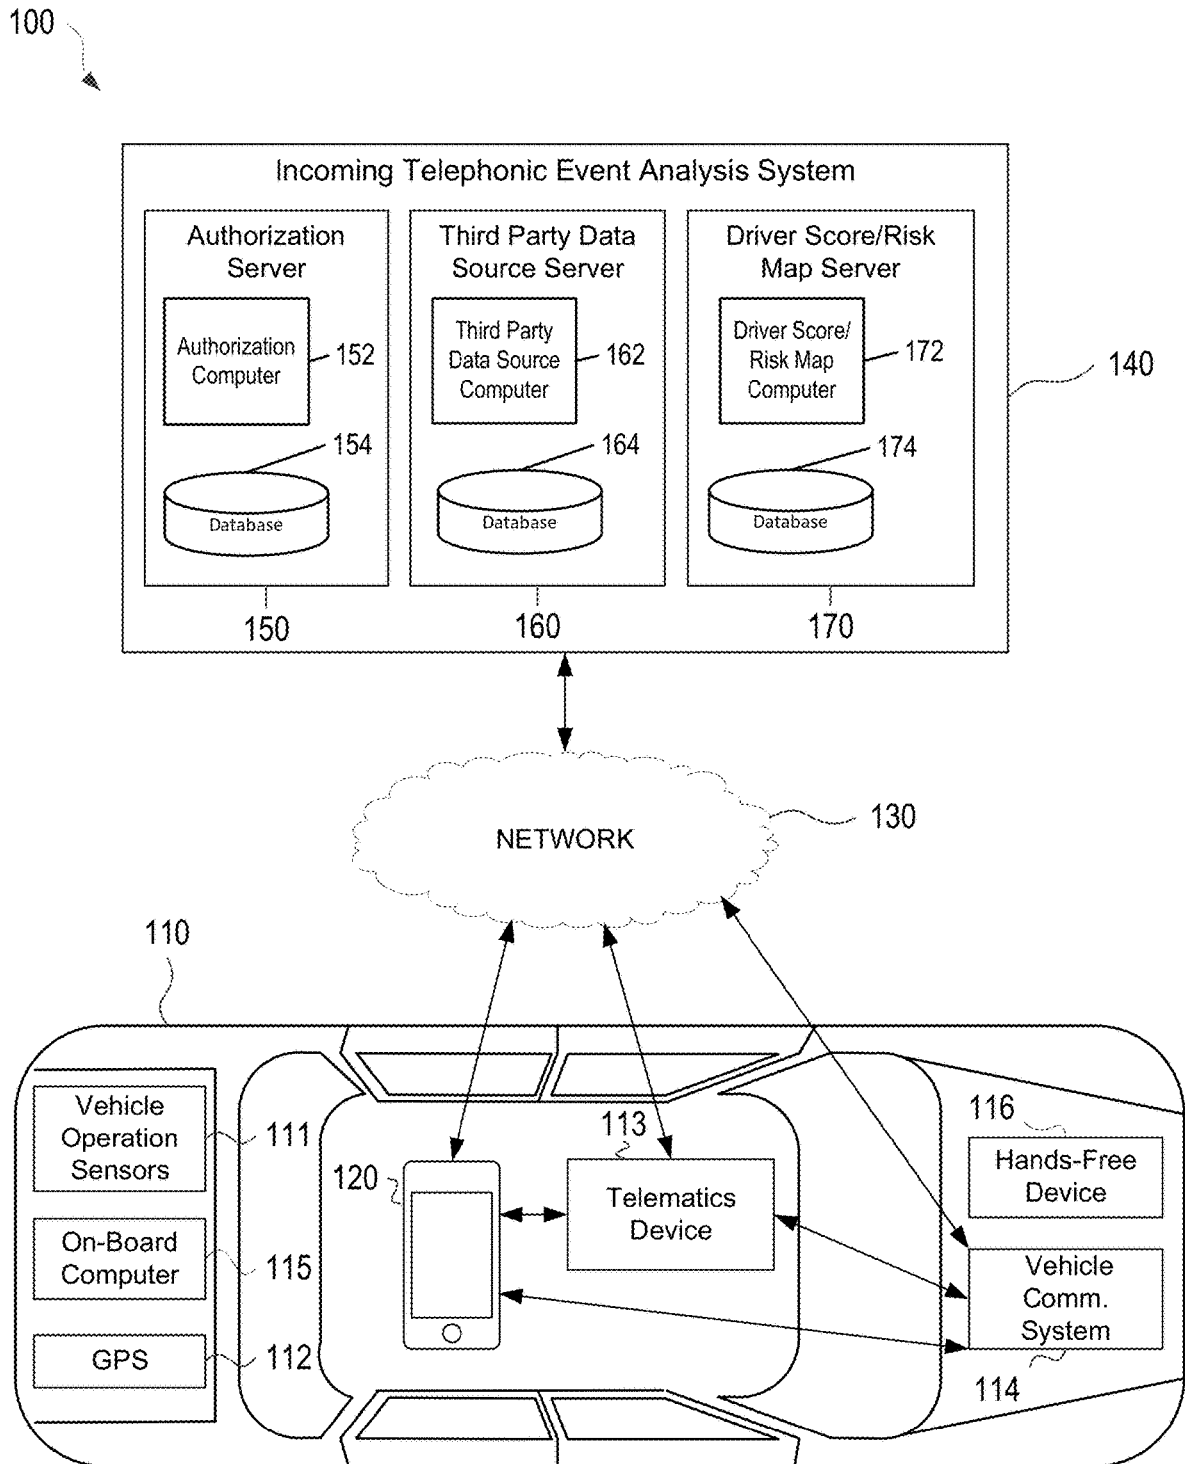 100
Incoming Telephonic Event Analysis System
Authorization
Server
Authorization
Computer
152
154
Database
150
Third Party Data
Source Server
Third Party
Data Source
Computer
162
164
Database
160
Driver Score/Risk
Map Server
Driver Score/
Risk Map
Computer
172
174
Database
170
140
NETWORK
130
110
Vehicle
Operation
Sensors
111
On-Board
Computer
115
GPS
112
120
113
Telematics
Device
116
Hands-Free
Device
Vehicle
Comm.
System
114